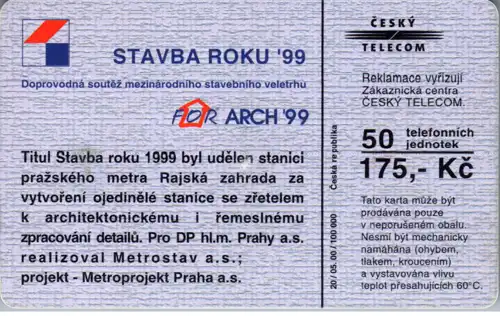 STAVBA ROKU '99
Doprovodná soutěž mezinárodního stavebního veletrhu
FOR ARCH '99
Titul Stavba roku 1999 byl udělen stanici
pražského metra Rajská zahrada za
vytvoření ojedinělé stanice se zřetelem
k architektonickému i řemeslnému
zpracování detailů. Pro DP hl.m. Prahy a.s.
realizoval Metrostav a.s.;
projekt - Metroprojekt Praha a.s.
20 / 05. 00 / 100 000
Česká republika
ČESKÝ
TELECOM
Reklamace vyřizují
Zákaznická centra
ČESKÝ TELECOM.
50 telefonních
jednotek
175,- Kč
Tato karta může být
prodávána pouze
v neporušeném obalu.
Nesmí být mechanicky
namáhána (ohybem,
tlakem, kroucením)
a vystavována vlivu
teplot přesahujících 60°C.